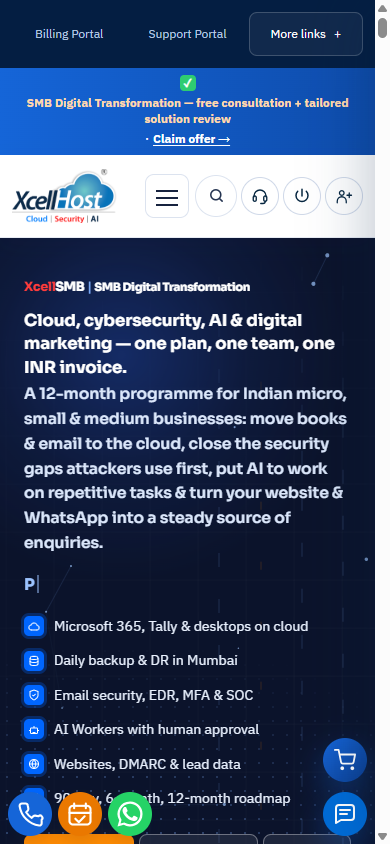 Billing Portal
Support Portal
More links +
SMB Digital Transformation — free consultation + tailored
solution review
· Claim offer →
XcellHost®
Cloud | Security | AI
XcellSMB | SMB Digital Transformation
Cloud, cybersecurity, AI & digital
marketing — one plan, one team, one
INR invoice.
A 12-month programme for Indian micro,
small & medium businesses: move books
& email to the cloud, close the security
gaps attackers use first, put AI to work
on repetitive tasks & turn your website &
WhatsApp into a steady source of
enquiries.
P
Microsoft 365, Tally & desktops on cloud
Daily backup & DR in Mumbai
Email security, EDR, MFA & SOC
AI Workers with human approval
Websites, DMARC & lead data
12-month roadmap